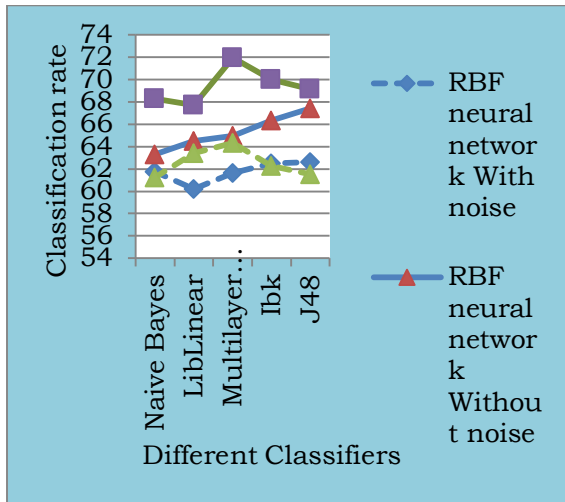 Classification rate
74
72
70
68
66
64
62
60
58
56
54
Naive Bayes
LibLinear
Multilayer...
Ibk
J48
Different Classifiers
RBF
neural
networ
k With
noise
RBF
neural
networ
k
Withou
t noise